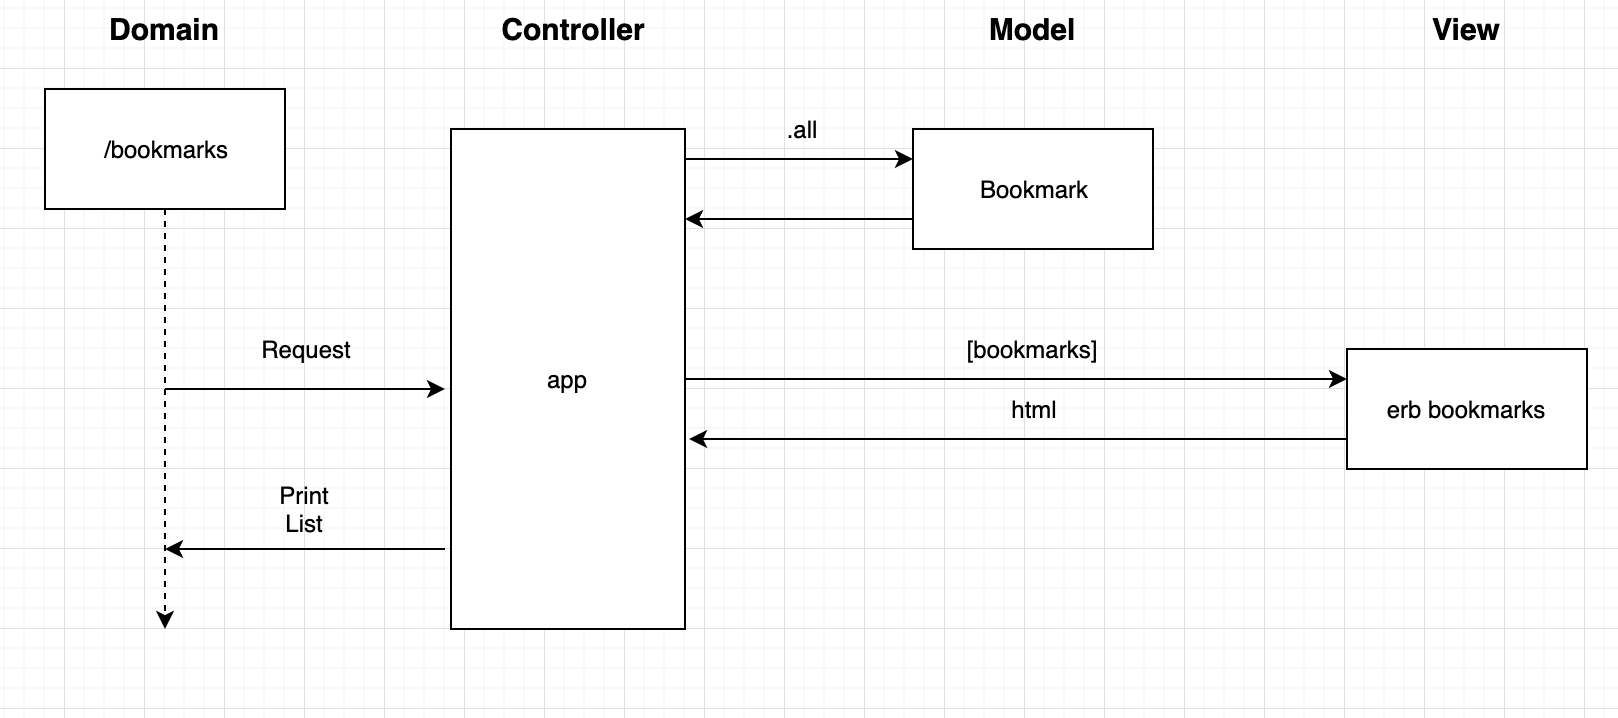 Domain
Controller
Model
View
/bookmarks
.all
Bookmark
Request
app
[bookmarks]
html
erb bookmarks
Print
List